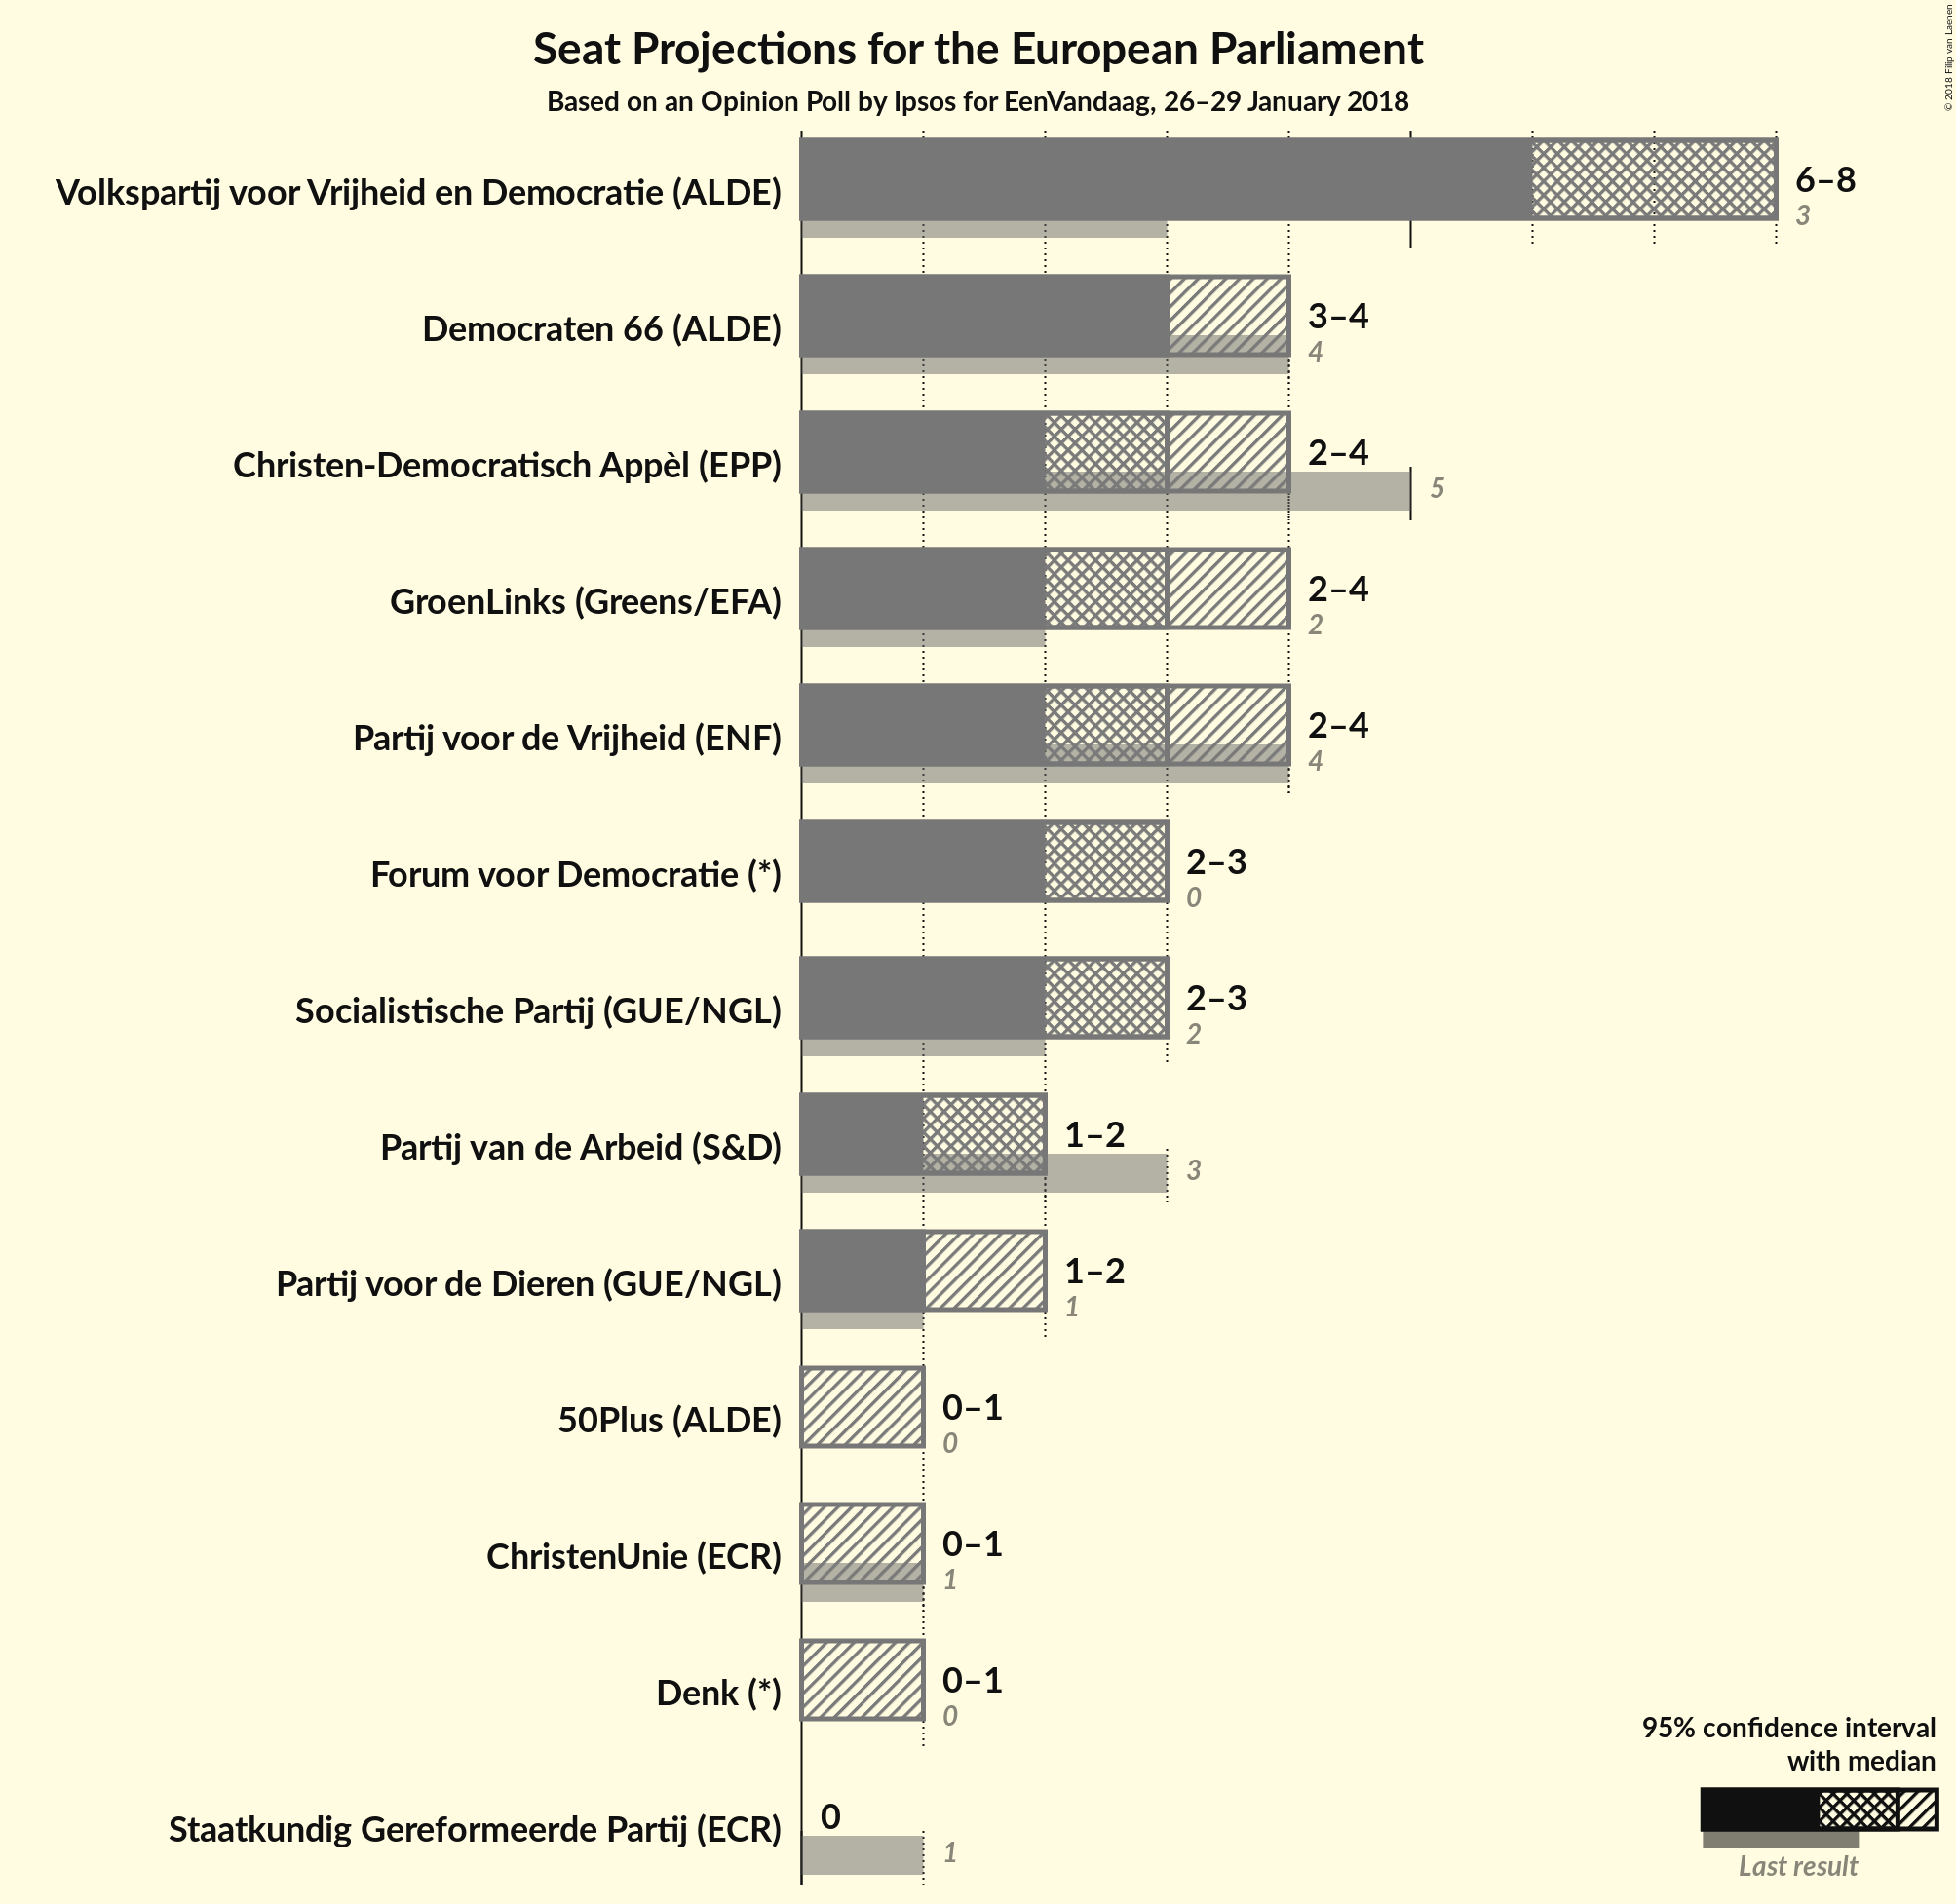 Seat Projections for the European Parliament
Based on an Opinion Poll by Ipsos for EenVandaag, 26–29 January 2018
© 2018 Filip van Laenen
Volkspartij voor Vrijheid en Democratie (ALDE)
6–8
3
Democraten 66 (ALDE)
3–4
4
Christen-Democratisch Appèl (EPP)
2–4
5
GroenLinks (Greens/EFA)
2–4
2
Partij voor de Vrijheid (ENF)
2–4
4
Forum voor Democratie (*)
2–3
0
Socialistische Partij (GUE/NGL)
2–3
2
Partij van de Arbeid (S&D)
1–2
3
Partij voor de Dieren (GUE/NGL)
1–2
1
50Plus (ALDE)
0–1
0
ChristenUnie (ECR)
0–1
1
Denk (*)
0–1
0
Staatkundig Gereformeerde Partij (ECR)
0
1
95% confidence interval
with median
Last result